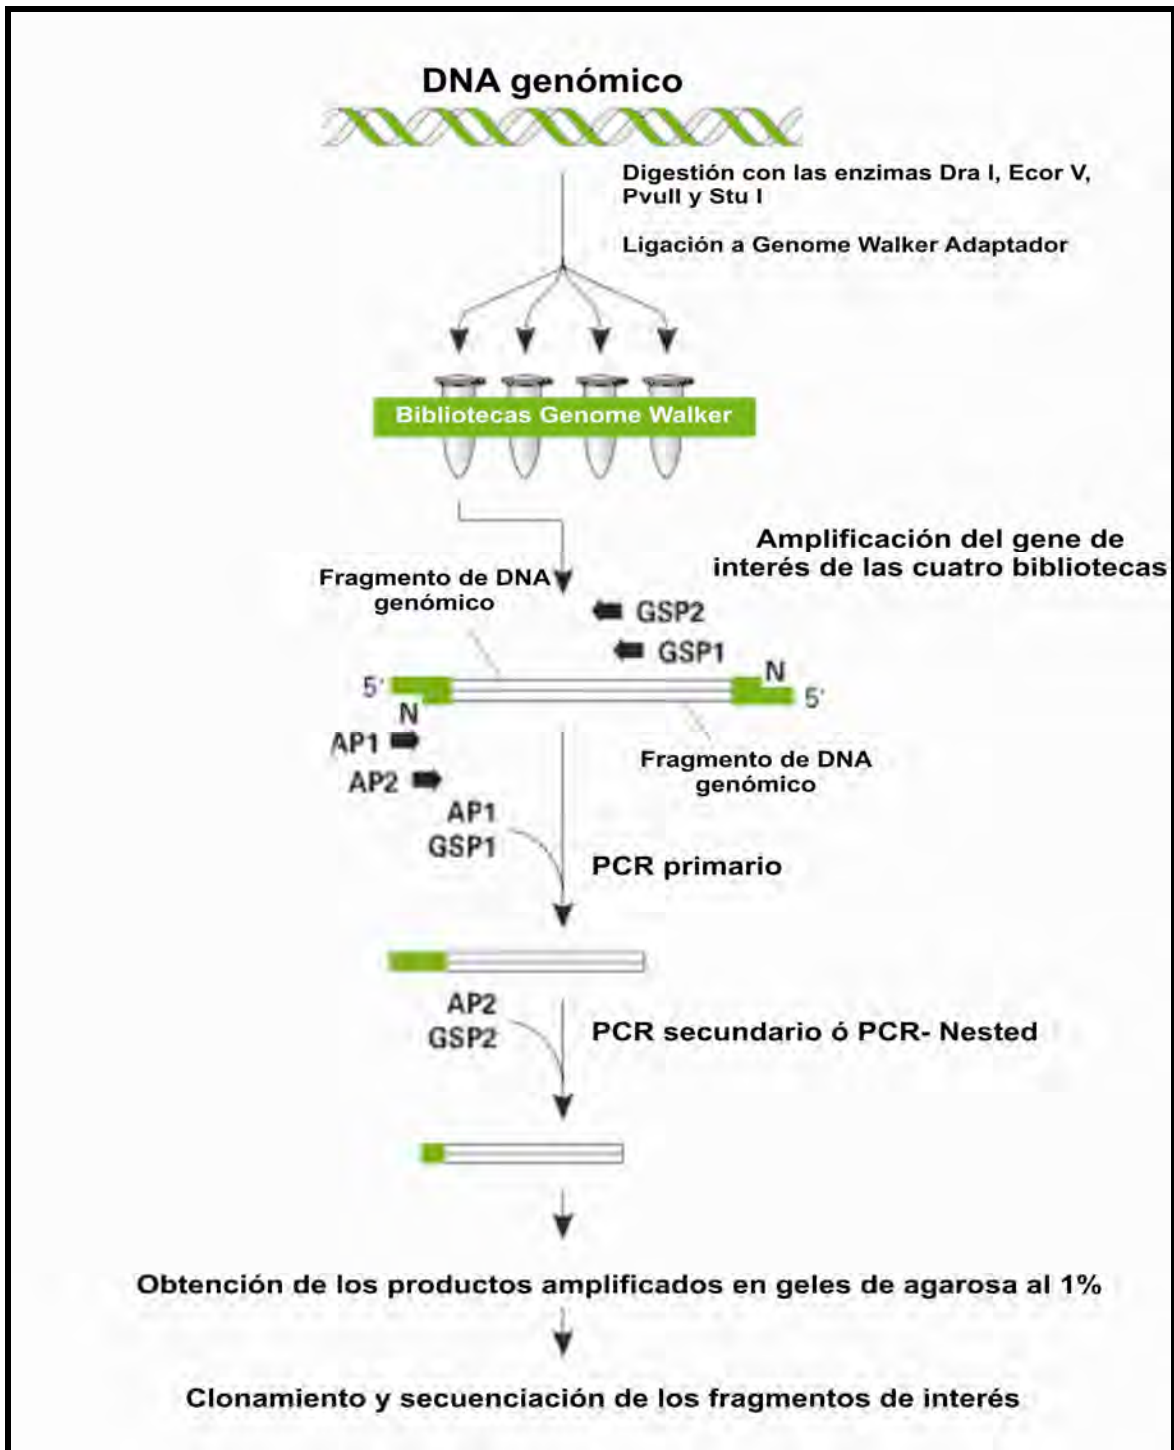 DNA genómico
Digestión con las enzimas Dra I, Ecor V,
PvuII y Stu I
Ligación a Genome Walker Adaptador
Bibliotecas Genome Walker
Amplificación del gene de
interés de las cuatro bibliotecas
Fragmento de DNA
genómico
GSP2
GSP1
N
5'
5'
N
AP1
AP2
Fragmento de DNA
genómico
AP1
GSP1
PCR primario
AP2
GSP2
PCR secundario ó PCR- Nested
Obtención de los productos amplificados en geles de agarosa al 1%
Clonamiento y secuenciación de los fragmentos de interés